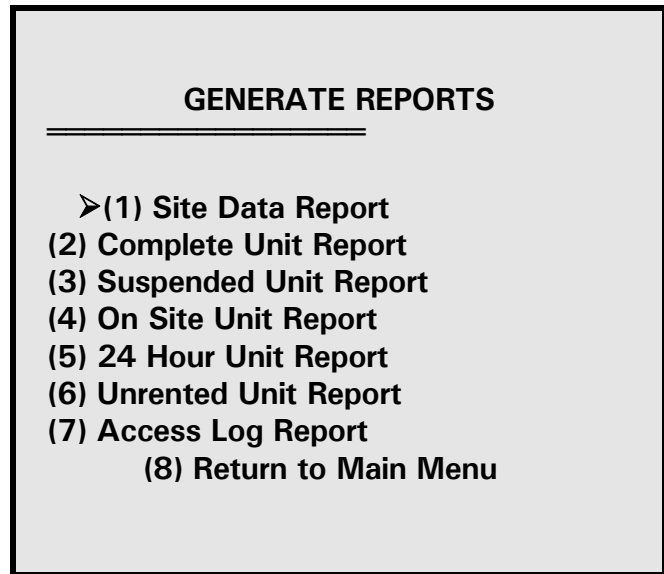 GENERATE REPORTS
=================
➢(1) Site Data Report
(2) Complete Unit Report
(3) Suspended Unit Report
(4) On Site Unit Report
(5) 24 Hour Unit Report
(6) Unrented Unit Report
(7) Access Log Report
(8) Return to Main Menu